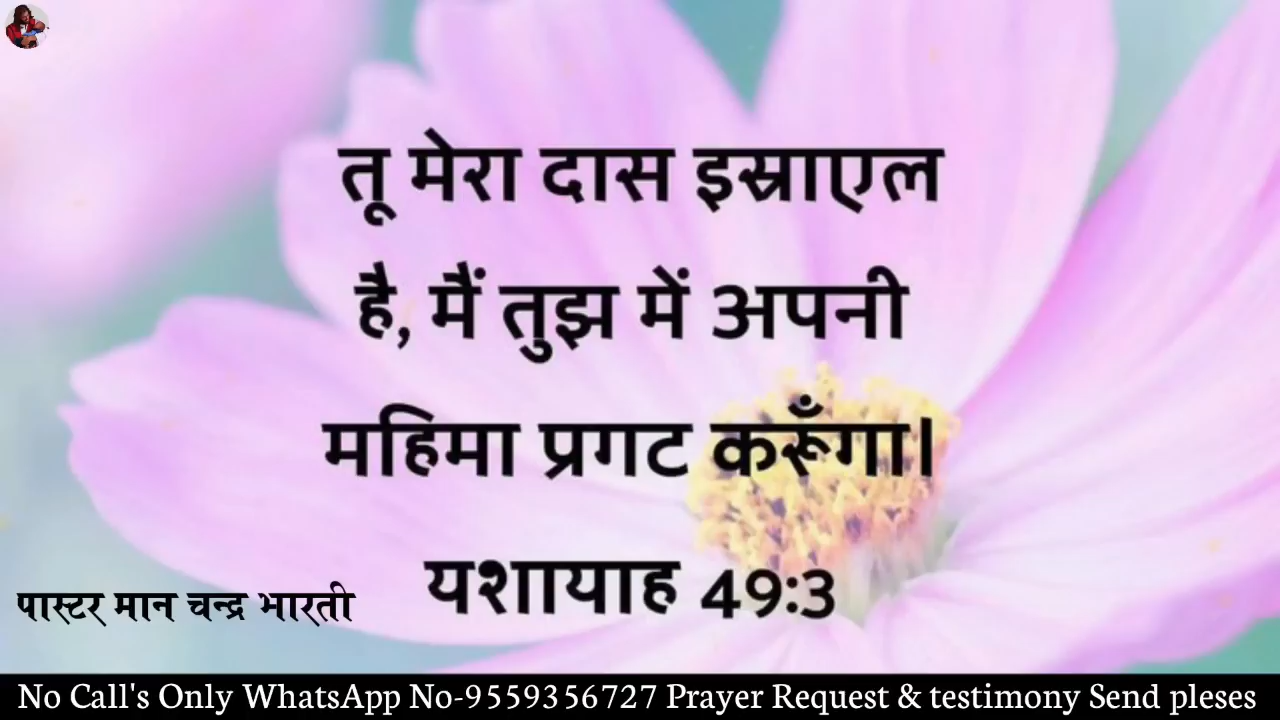 तू मेरा दास इस्राएल
है, मैं तुझ में अपनी
महिमा प्रगट करूँगा।
यशायाह 49:3
पास्टर मान चन्द्र भारती
No Call's Only WhatsApp No-9559356727 Prayer Request & testimony Send pleses